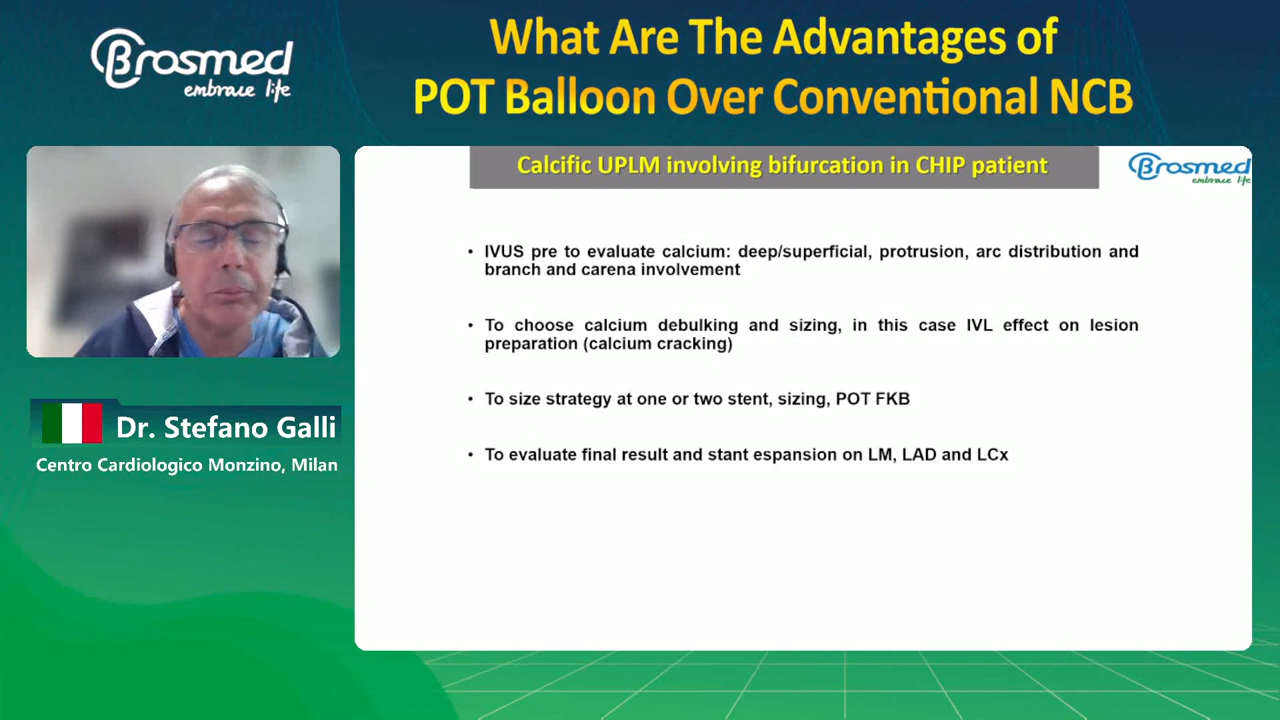 Brosmed
embrace life
What Are The Advantages of
POT Balloon Over Conventional NCB
Calcific UPLM involving bifurcation in CHIP patient
Brosmed
embrace life
• IVUS pre to evaluate calcium: deep/superficial, protrusion, arc distribution and
branch and carena involvement
• To choose calcium debulking and sizing, in this case IVL effect on lesion
preparation (calcium cracking)
• To size strategy at one or two stent, sizing, POT FKB
• To evaluate final result and stant espansion on LM, LAD and LCx
Dr. Stefano Galli
Centro Cardiologico Monzino, Milan